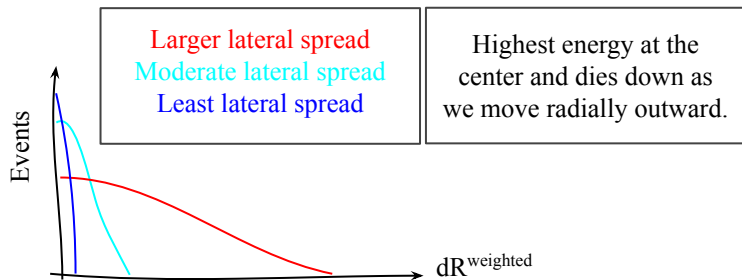 Larger lateral spread
Moderate lateral spread
Least lateral spread
Highest energy at the
center and dies down as
we move radially outward.
Events
dR^weighted